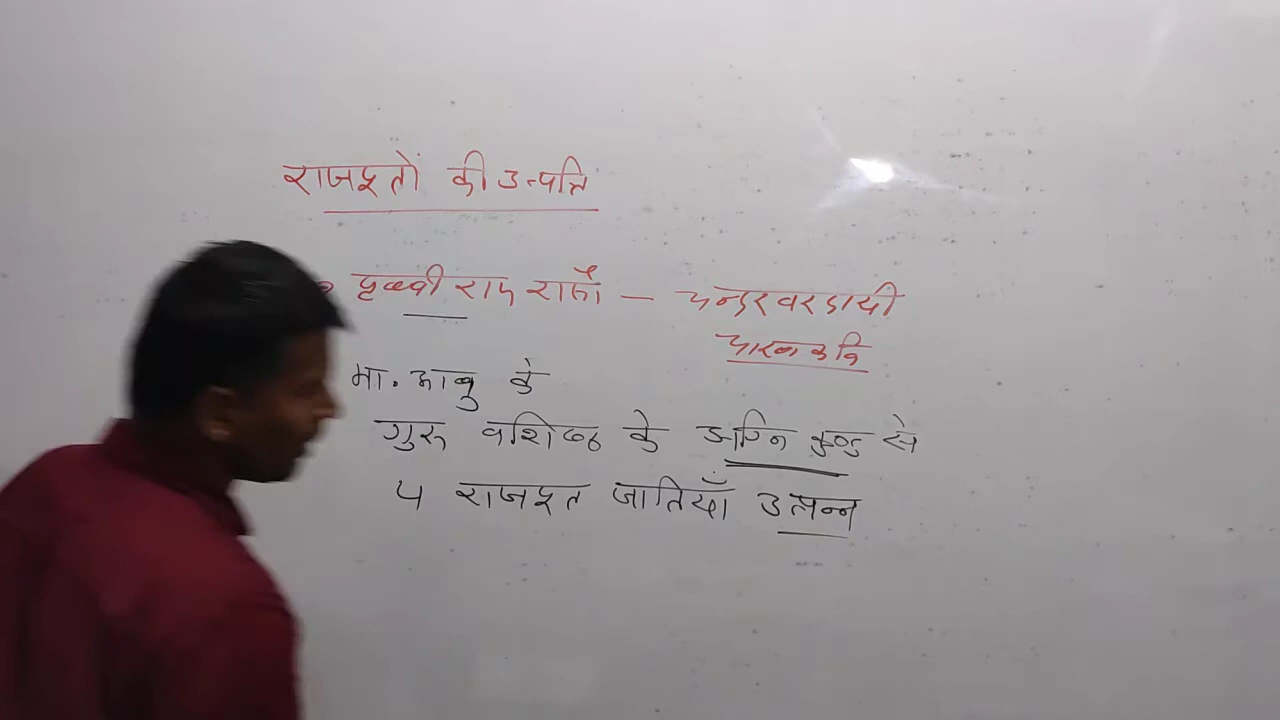 राजपूतों की उत्पत्ति
पृथ्वी राज रासौ — चन्दरवरदायी
चारण कवि
मा. आबु के
गुरु वशिष्ठ के अग्नि कुण्ड से
4 राजपूत जातियाँ उत्पन्न